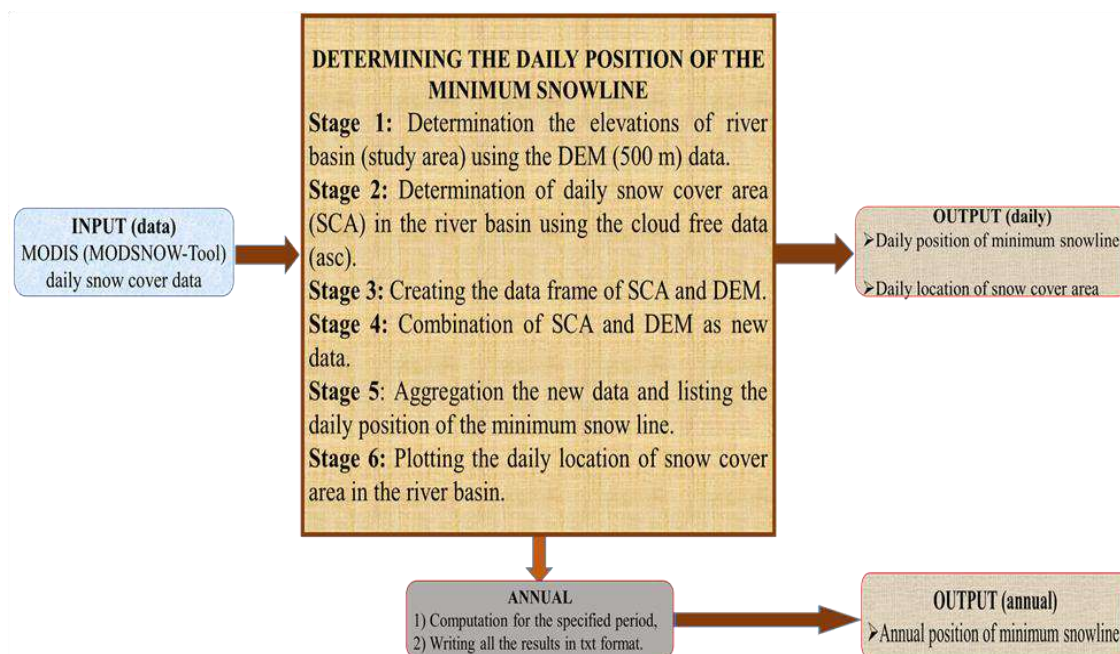 INPUT (data)
MODIS (MODSNOW-Tool)
daily snow cover data
DETERMINING THE DAILY POSITION OF THE
MINIMUM SNOWLINE
Stage 1: Determination the elevations of river
basin (study area) using the DEM (500 m) data.
Stage 2: Determination of daily snow cover area
(SCA) in the river basin using the cloud free data
(asc).
Stage 3: Creating the data frame of SCA and DEM.
Stage 4: Combination of SCA and DEM as new
data.
Stage 5: Aggregation the new data and listing the
daily position of the minimum snow line.
Stage 6: Plotting the daily location of snow cover
area in the river basin.
OUTPUT (daily)
➢Daily position of minimum snowline
➢Daily location of snow cover area
ANNUAL
1) Computation for the specified period,
2) Writing all the results in txt format.
OUTPUT (annual)
➢Annual position of minimum snowline